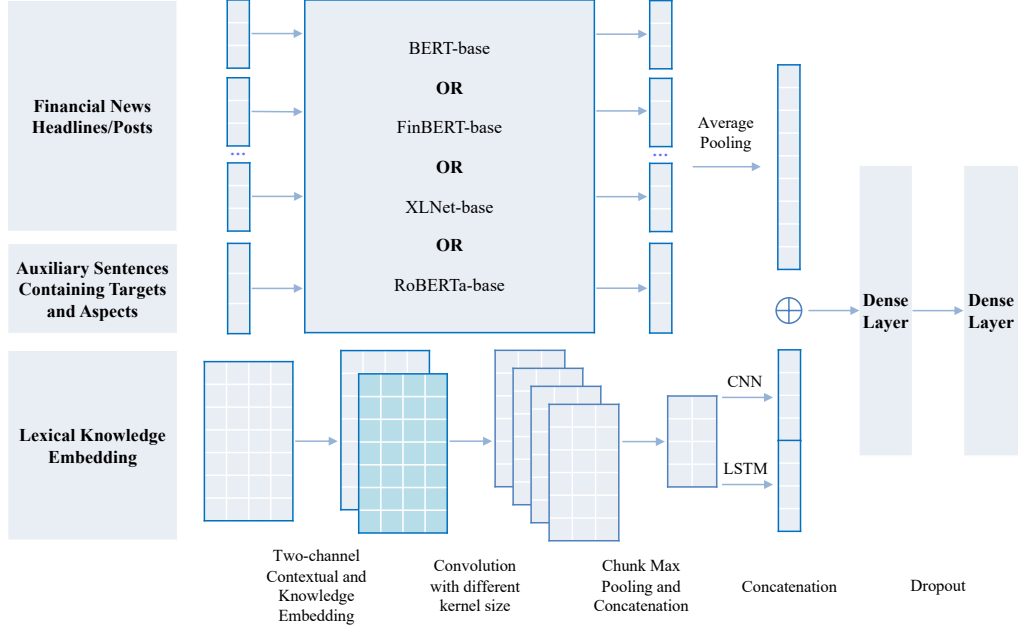 Financial News
Headlines/Posts
Auxiliary Sentences
Containing Targets
and Aspects
Lexical Knowledge
Embedding
...
BERT-base
OR
FinBERT-base
OR
XLNet-base
OR
RoBERTa-base
...
Average
Pooling
CNN
LSTM
Dense
Layer
Dense
Layer
Two-channel
Contextual and
Knowledge
Embedding
Convolution
with different
kernel size
Chunk Max
Pooling and
Concatenation
Concatenation
Dropout